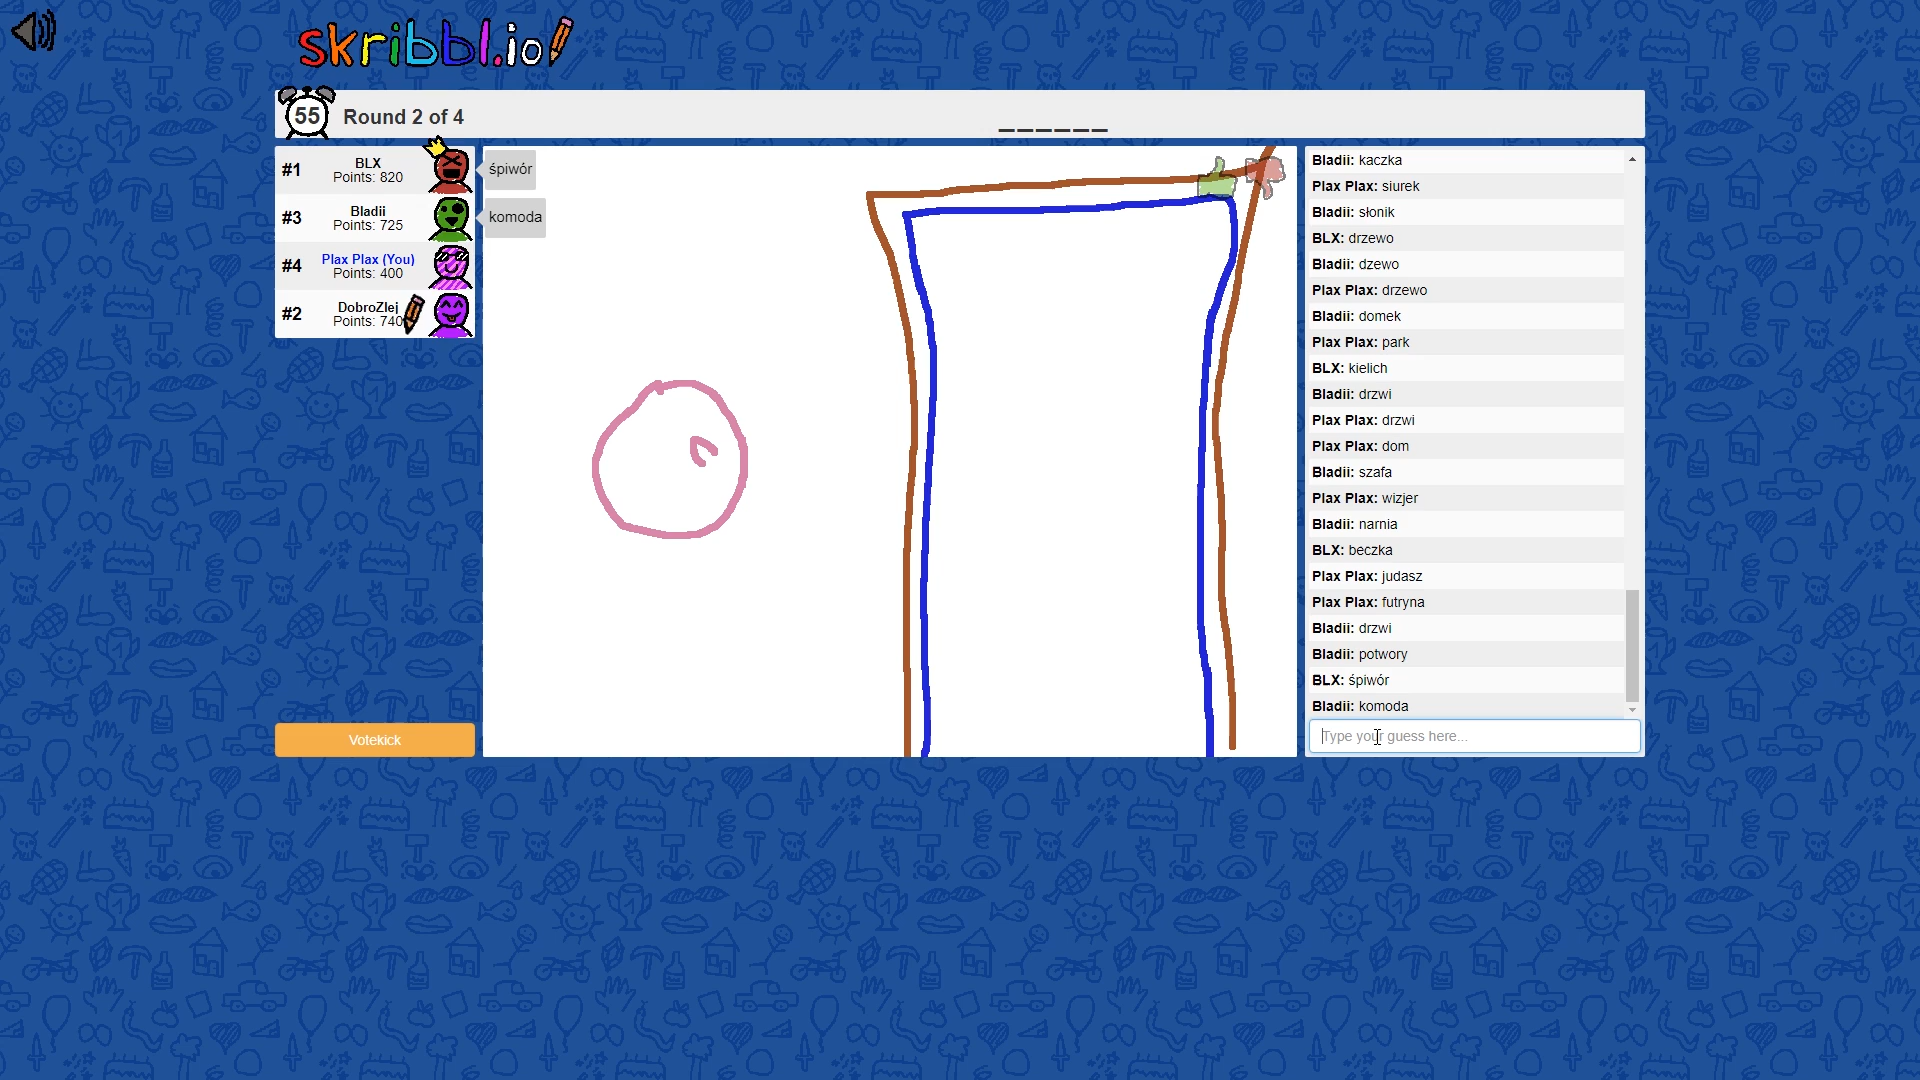 skribbl.io
55
Round 2 of 4
______
#1
BLX
Points: 820
śpiwór
#3
Bladii
Points: 725
komoda
#4
Plax Plax (You)
Points: 400
#2
DobroZlej
Points: 740
Votekick
Bladii: kaczka
Plax Plax: siurek
Bladii: słonik
BLX: drzewo
Bladii: dzewo
Plax Plax: drzewo
Bladii: domek
Plax Plax: park
BLX: kielich
Bladii: drzwi
Plax Plax: drzwi
Plax Plax: dom
Bladii: szafa
Plax Plax: wizjer
Bladii: narnia
BLX: beczka
Plax Plax: judasz
Plax Plax: futryna
Bladii: drzwi
Bladii: potwory
BLX: śpiwór
Bladii: komoda
Type your guess here...